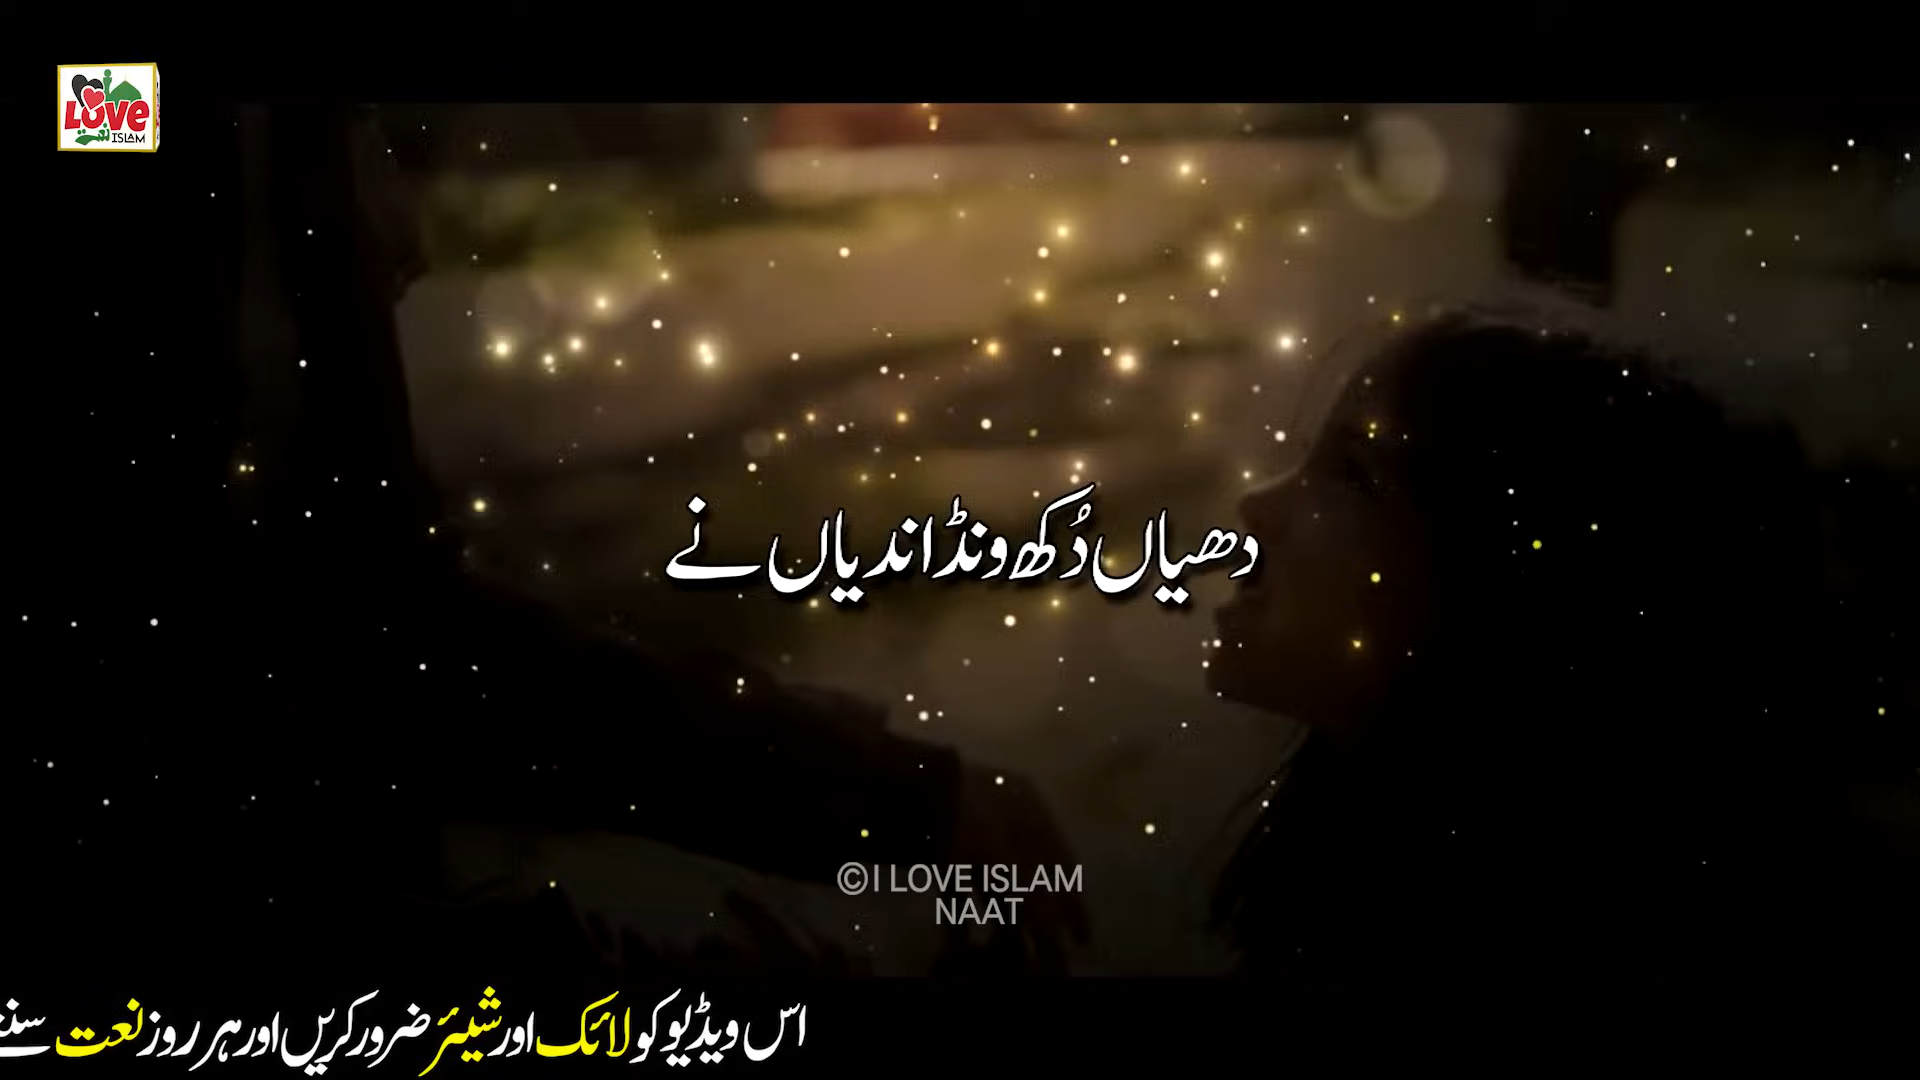 LOVE
نعت
ISLAM
دھیاں دُکھ ونڈاندیاں نے
©I LOVE ISLAM
NAAT
اس ویڈیو کو لائک اور شیئر ضرور کریں اور ہر روز نعت